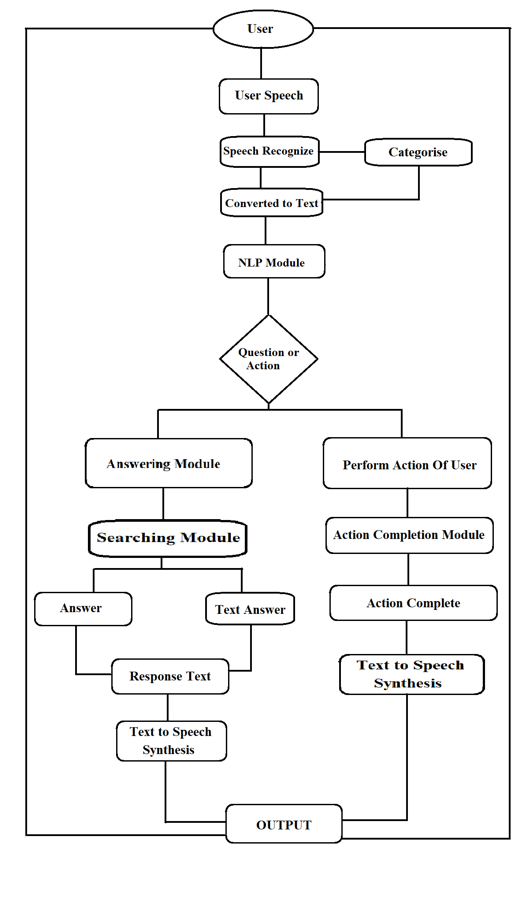 User
User Speech
Speech Recognize
Categorise
Converted to Text
NLP Module
Question or
Action
Answering Module
Perform Action Of User
Searching Module
Action Completion Module
Answer
Text Answer
Action Complete
Response Text
Text to Speech
Synthesis
Text to Speech
Synthesis
OUTPUT